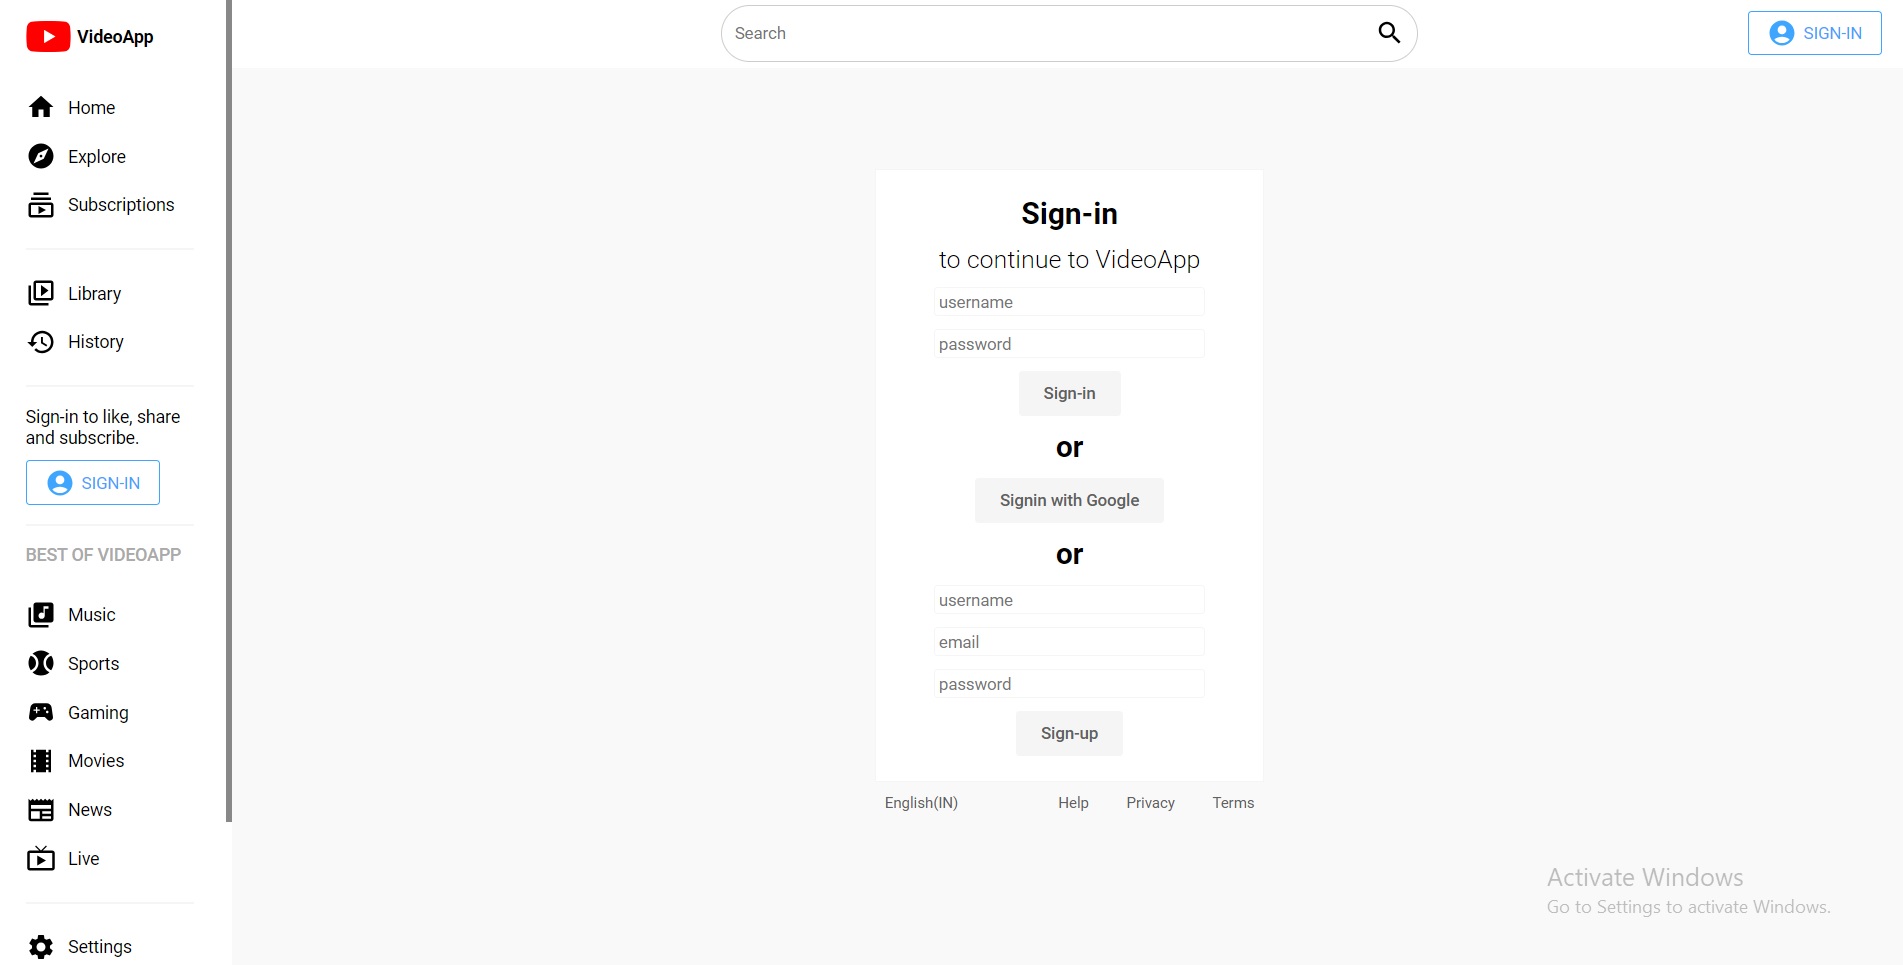 VideoApp
Search
SIGN-IN
Home
Explore
Subscriptions
Library
History
Sign-in to like, share
and subscribe.
SIGN-IN
BEST OF VIDEOAPP
Music
Sports
Gaming
Movies
News
Live
Settings
Sign-in
to continue to VideoApp
username
password
Sign-in
or
Signin with Google
or
username
email
password
Sign-up
English(IN) Help Privacy Terms
Activate Windows
Go to Settings to activate Windows.